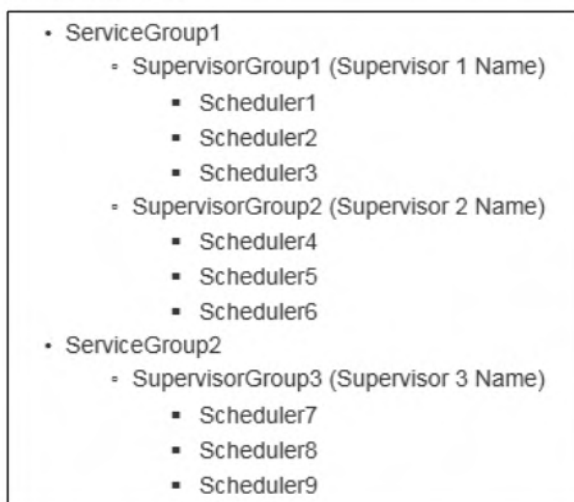 • ServiceGroup1
▫ SupervisorGroup1 (Supervisor 1 Name)
▪ Scheduler1
▪ Scheduler2
▪ Scheduler3
▫ SupervisorGroup2 (Supervisor 2 Name)
▪ Scheduler4
▪ Scheduler5
▪ Scheduler6
• ServiceGroup2
▫ SupervisorGroup3 (Supervisor 3 Name)
▪ Scheduler7
▪ Scheduler8
▪ Scheduler9